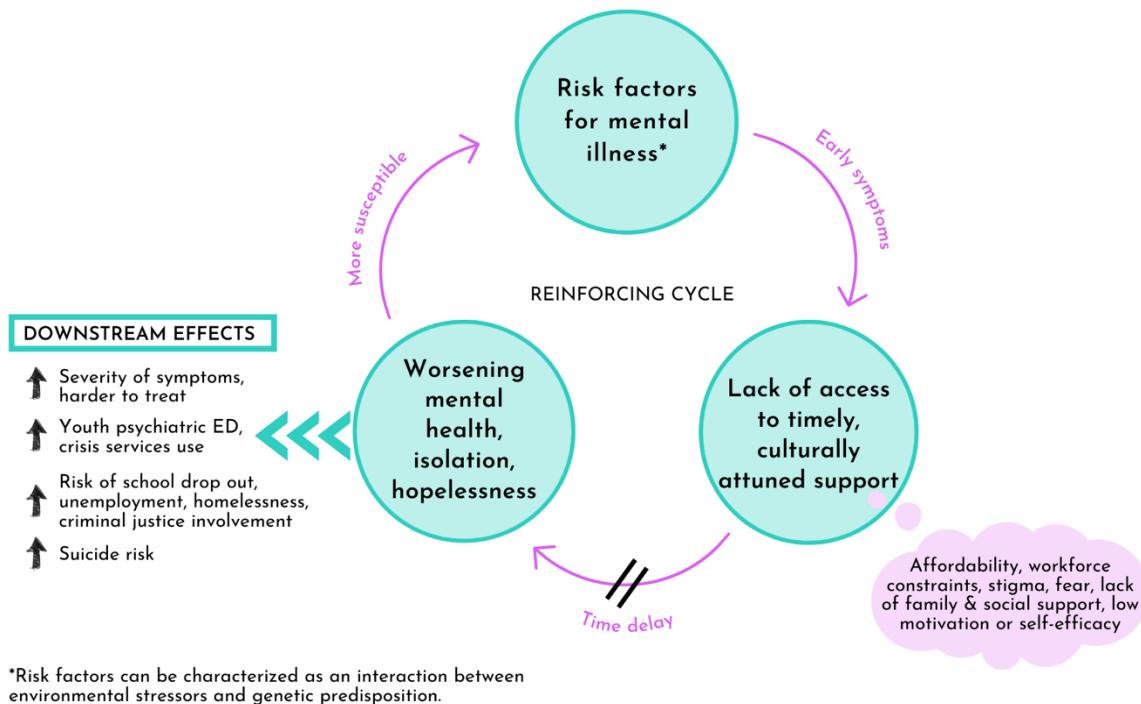 Risk factors
for mental
illness*
Early symptoms
More susceptible
REINFORCING CYCLE
DOWNSTREAM EFFECTS
Severity of symptoms,
harder to treat
Youth psychiatric ED,
crisis services use
Risk of school drop out,
unemployment, homelessness,
criminal justice involvement
Suicide risk
Worsening
mental
health,
isolation,
hopelessness
Lack of access
to timely,
culturally
attuned support
Time delay
Affordability, workforce
constraints, stigma, fear, lack
of family & social support, low
motivation or self-efficacy
*Risk factors can be characterized as an interaction between
environmental stressors and genetic predisposition.